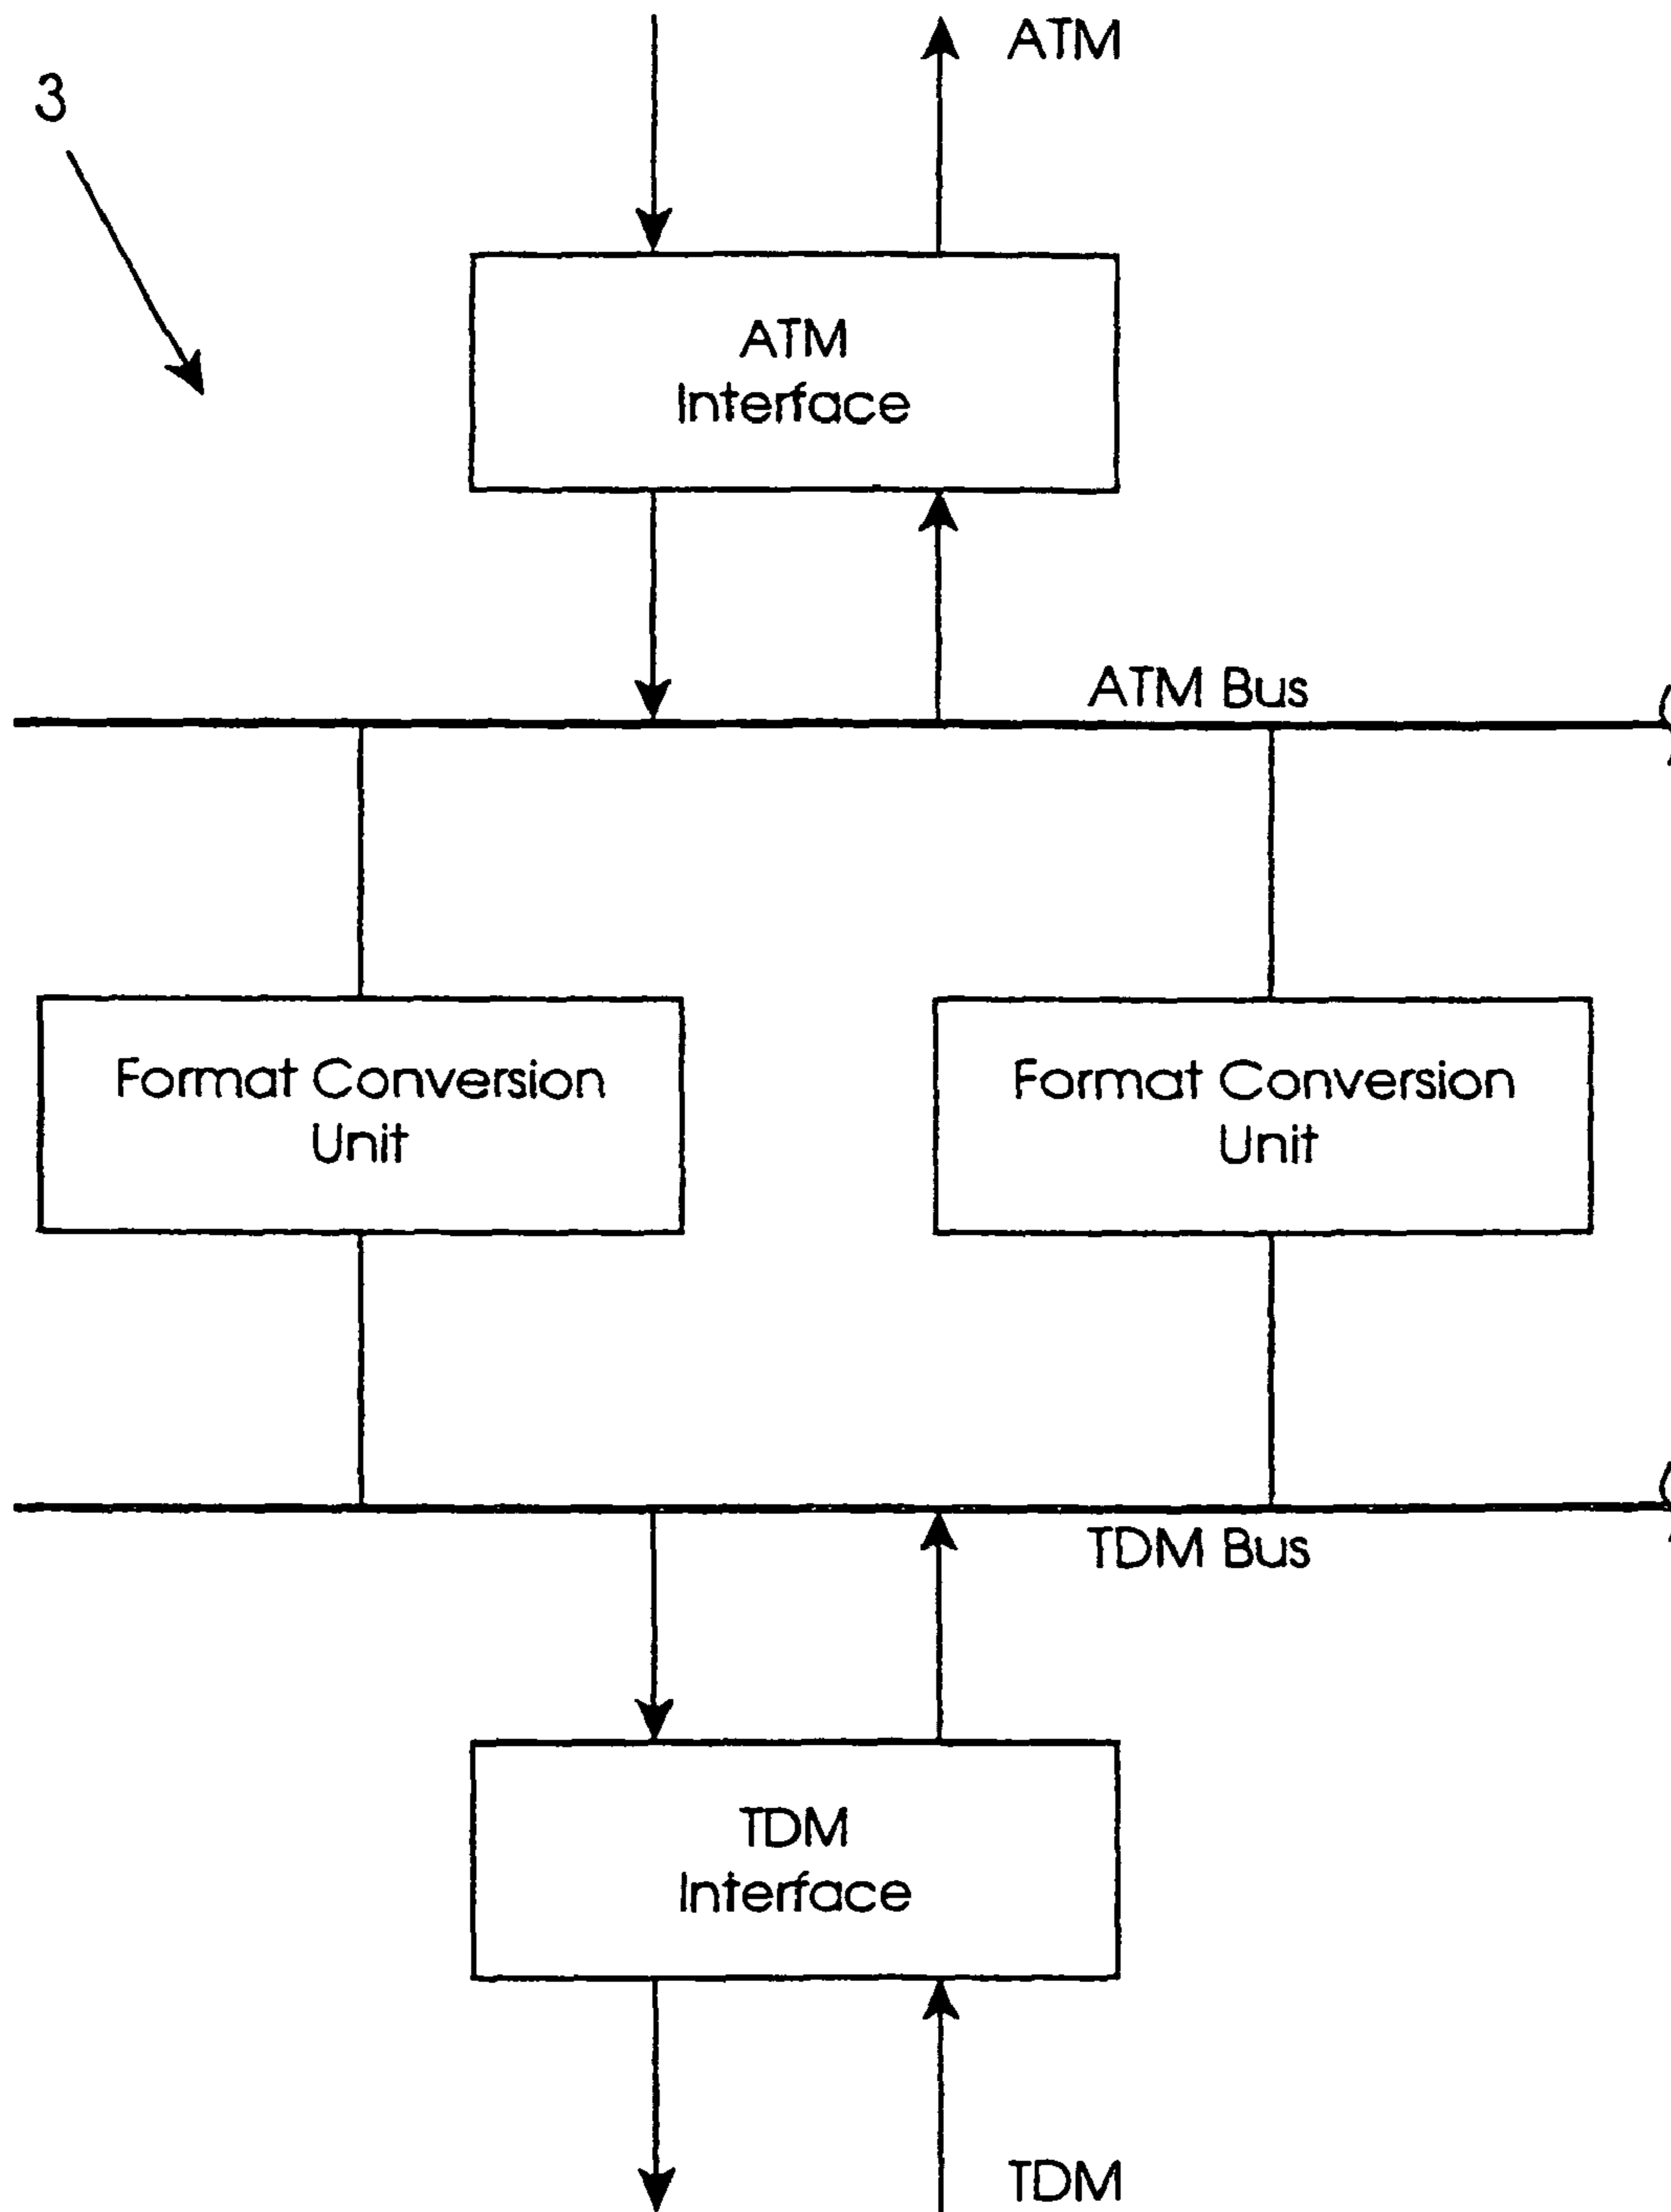 ATM
3
ATM
Interface
ATM Bus
Format Conversion
Unit
Format Conversion
Unit
TDM Bus
TDM
Interface
TDM